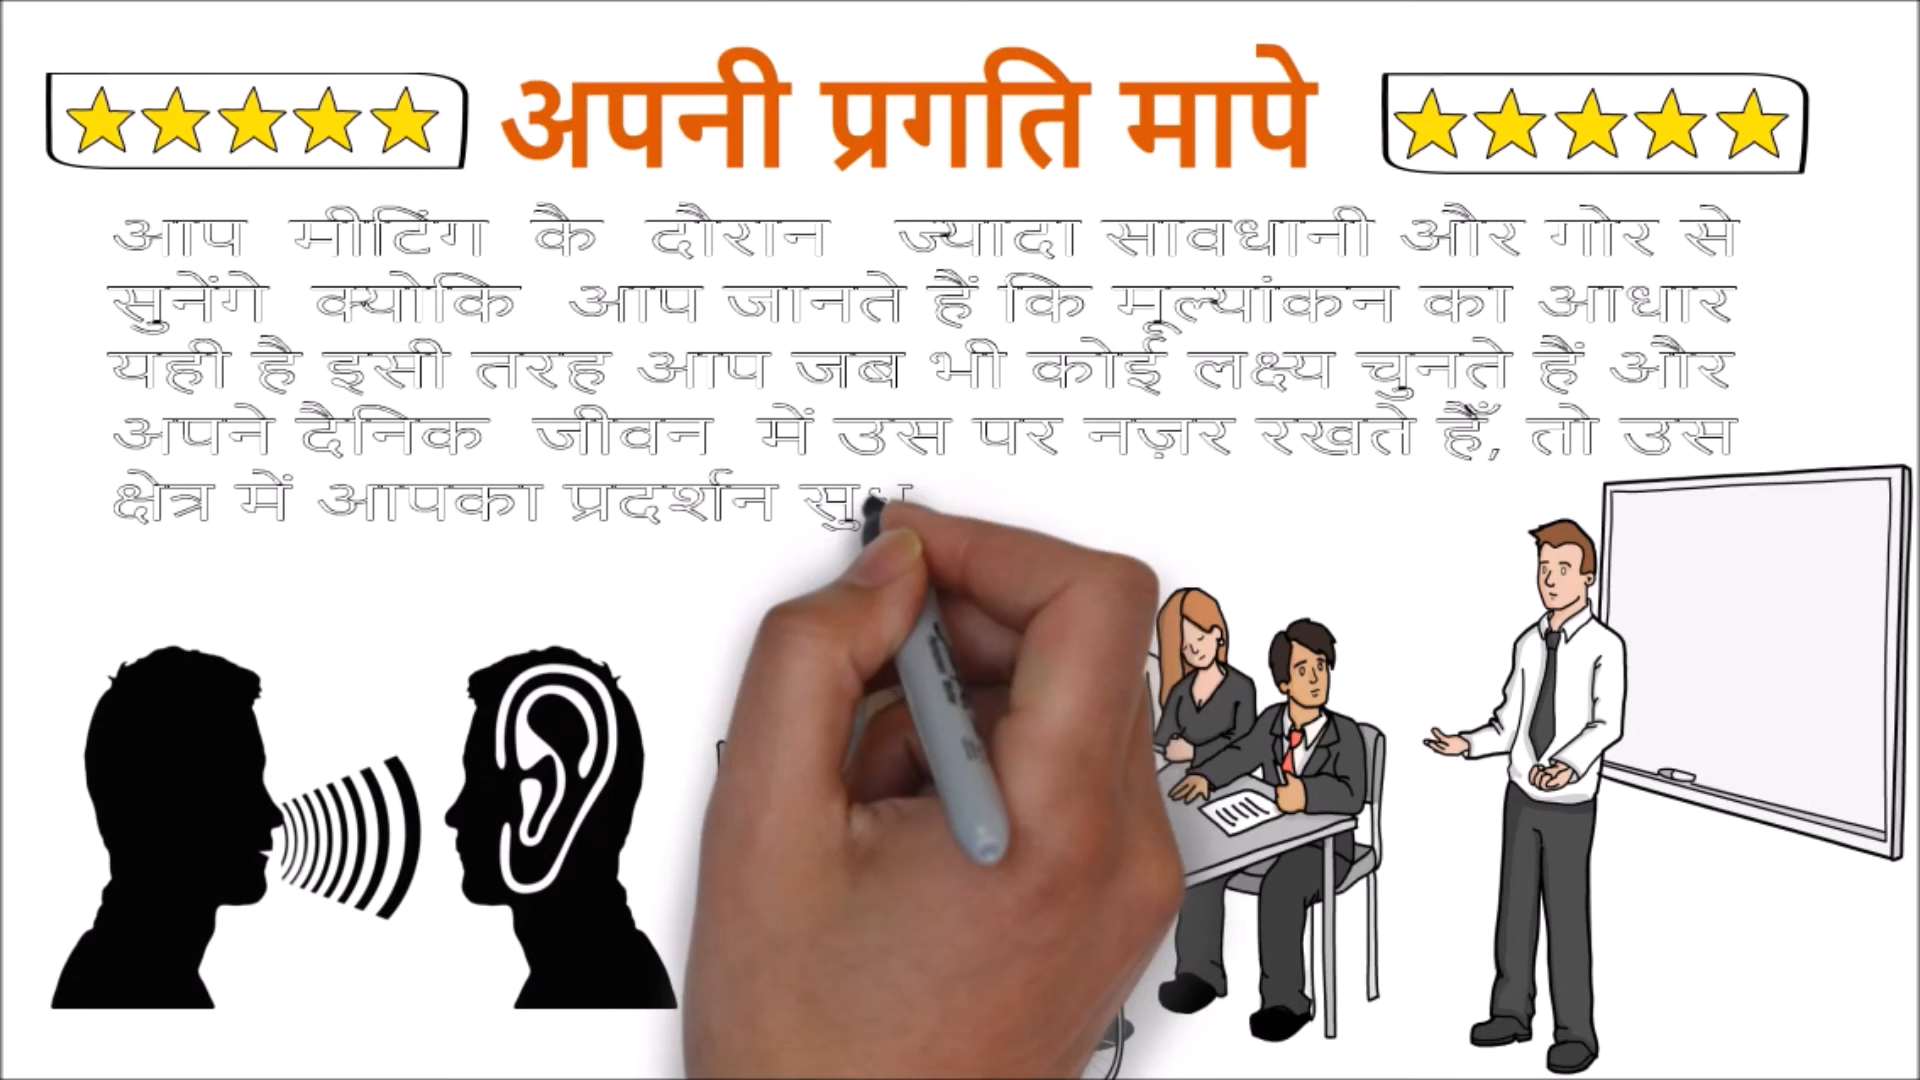 अपनी प्रगति मापे
आप मीटिंग के दौरान ज्यादा सावधानी और गोर से
सुनेंगे क्योकि आप जानते हैं कि मूल्यांकन का आधार
यही है इसी तरह आप जब भी कोई लक्ष्य चुनते हैं और
अपने दैनिक जीवन में उस पर नज़र रखते हैँ, तो उस
क्षेत्र में आपका प्रदर्शन